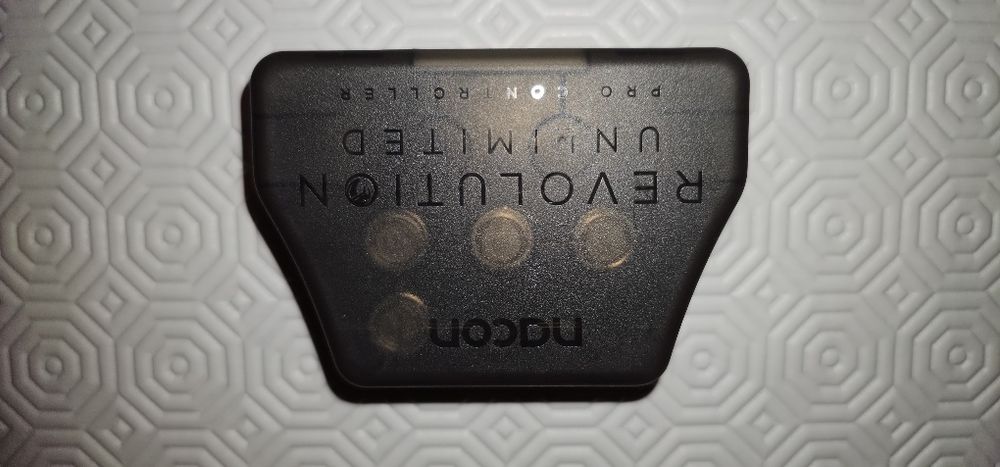 nacon
REVOLUTION
UNLIMITED
PRO CONTROLLER